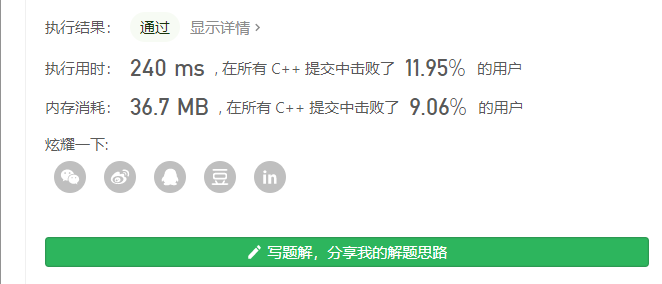 执行结果： 通过 显示详情 >
执行用时： 240 ms , 在所有 C++ 提交中击败了 11.95% 的用户
内存消耗： 36.7 MB , 在所有 C++ 提交中击败了 9.06% 的用户
炫耀一下:
豆 in
写题解，分享我的解题思路